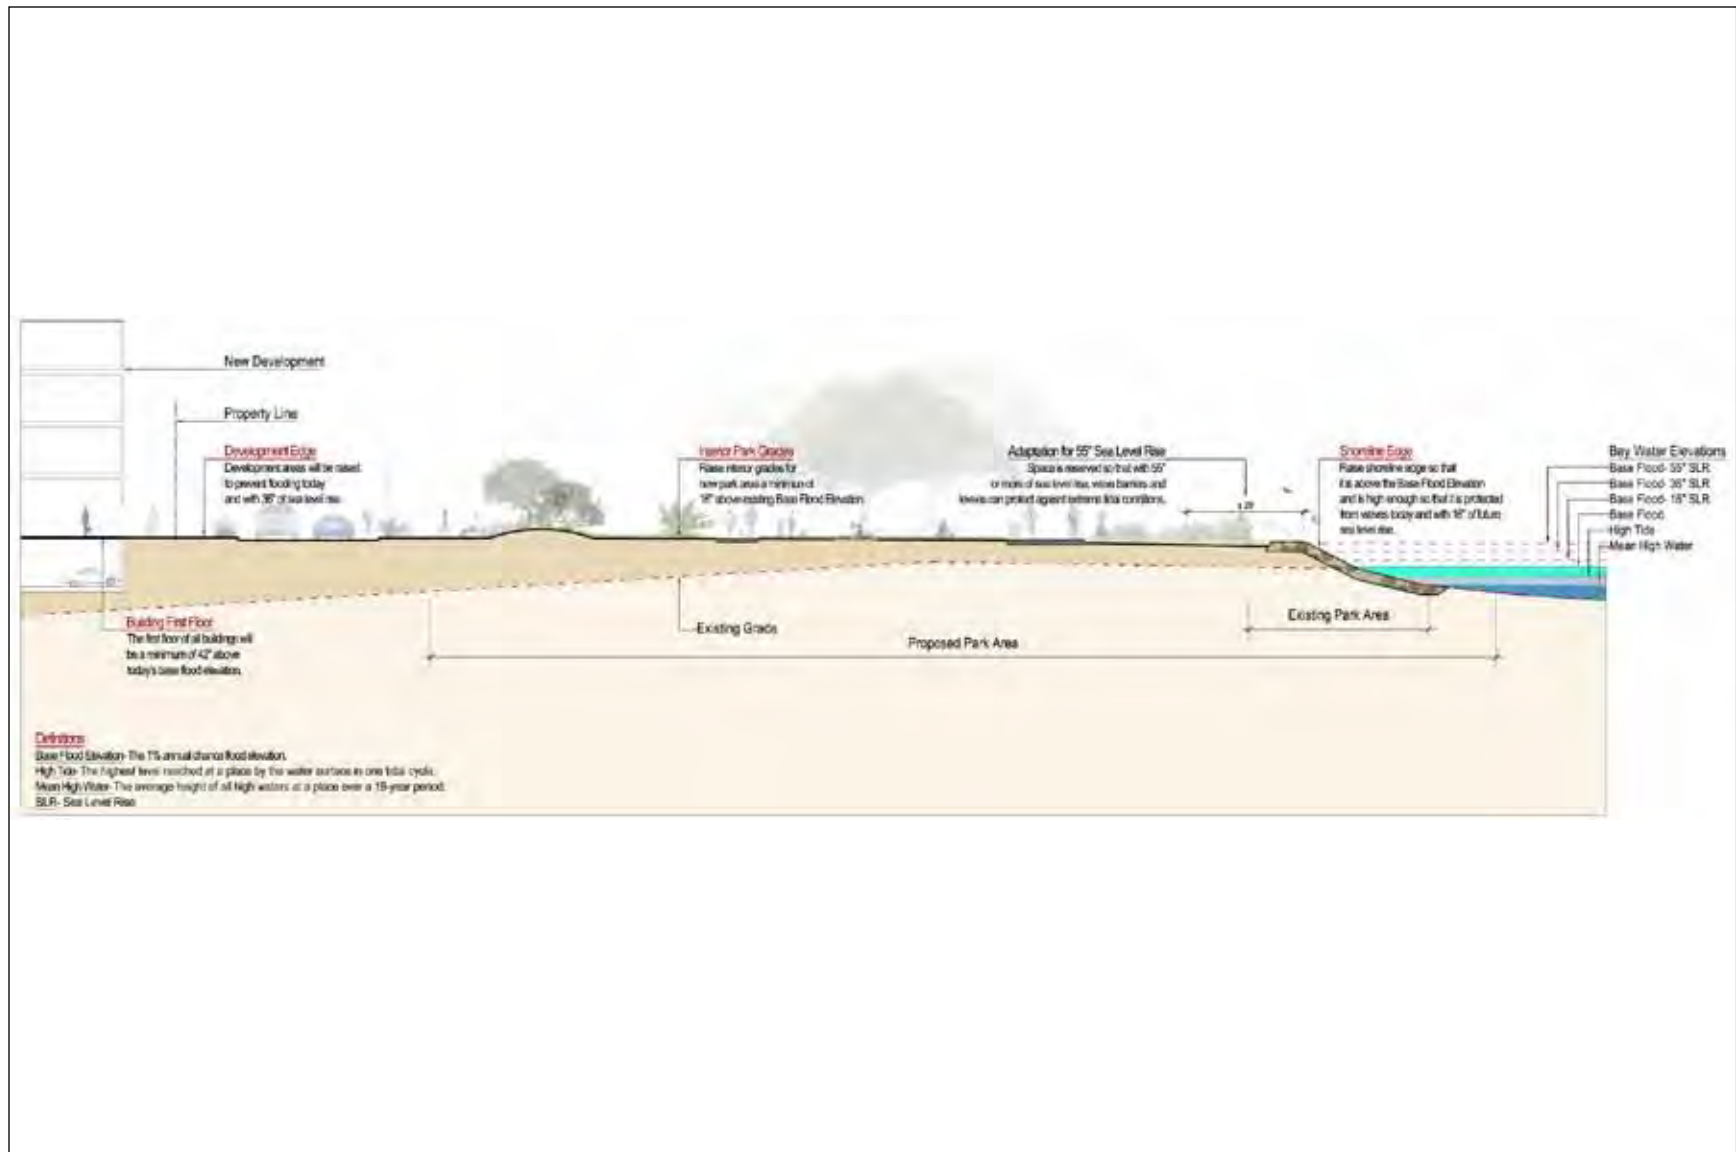 New Development
Property Line
Development Edge
Development areas will be raised
to prevent flooding today
and with 36" of sea level rise.
Interior Park Grades
Raise interior grades for
new park area a minimum of
18" above existing Base Flood Elevation
Adaptation for 55" Sea Level Rise
Space is reserved so that with 55"
or more of sea level rise, wave barriers and
levees can protect against extreme tidal conditions.
Shoreline Edge
Raise shoreline edge so that
it is above the Base Flood Elevation
and is high enough so that it is protected
from waves today and with 18" of future
sea level rise.
Bay Water Elevations
Base Flood- 55" SLR
Base Flood- 36" SLR
Base Flood- 18" SLR
Base Flood
High Tide
Mean High Water
Building First Floor
The first floor of all buildings will
be a minimum of 42" above
today's base flood elevation.
Existing Grade
Existing Park Area
Proposed Park Area
Definitions
Base Flood Elevation- The 1% annual chance flood elevation.
High Tide- The highest level reached at a place by the water surface in one tidal cycle.
Mean High Water- The average height of all high waters at a place over a 19-year period.
SLR- Sea Level Rise